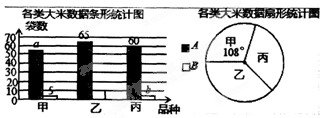 各类大米数据条形统计图
袋数
70
60
50
40
30
20
10
0
a
5
65
60
b
甲
乙
丙
品种
A
B
各类大米数据扇形统计图
甲
108°
丙
乙